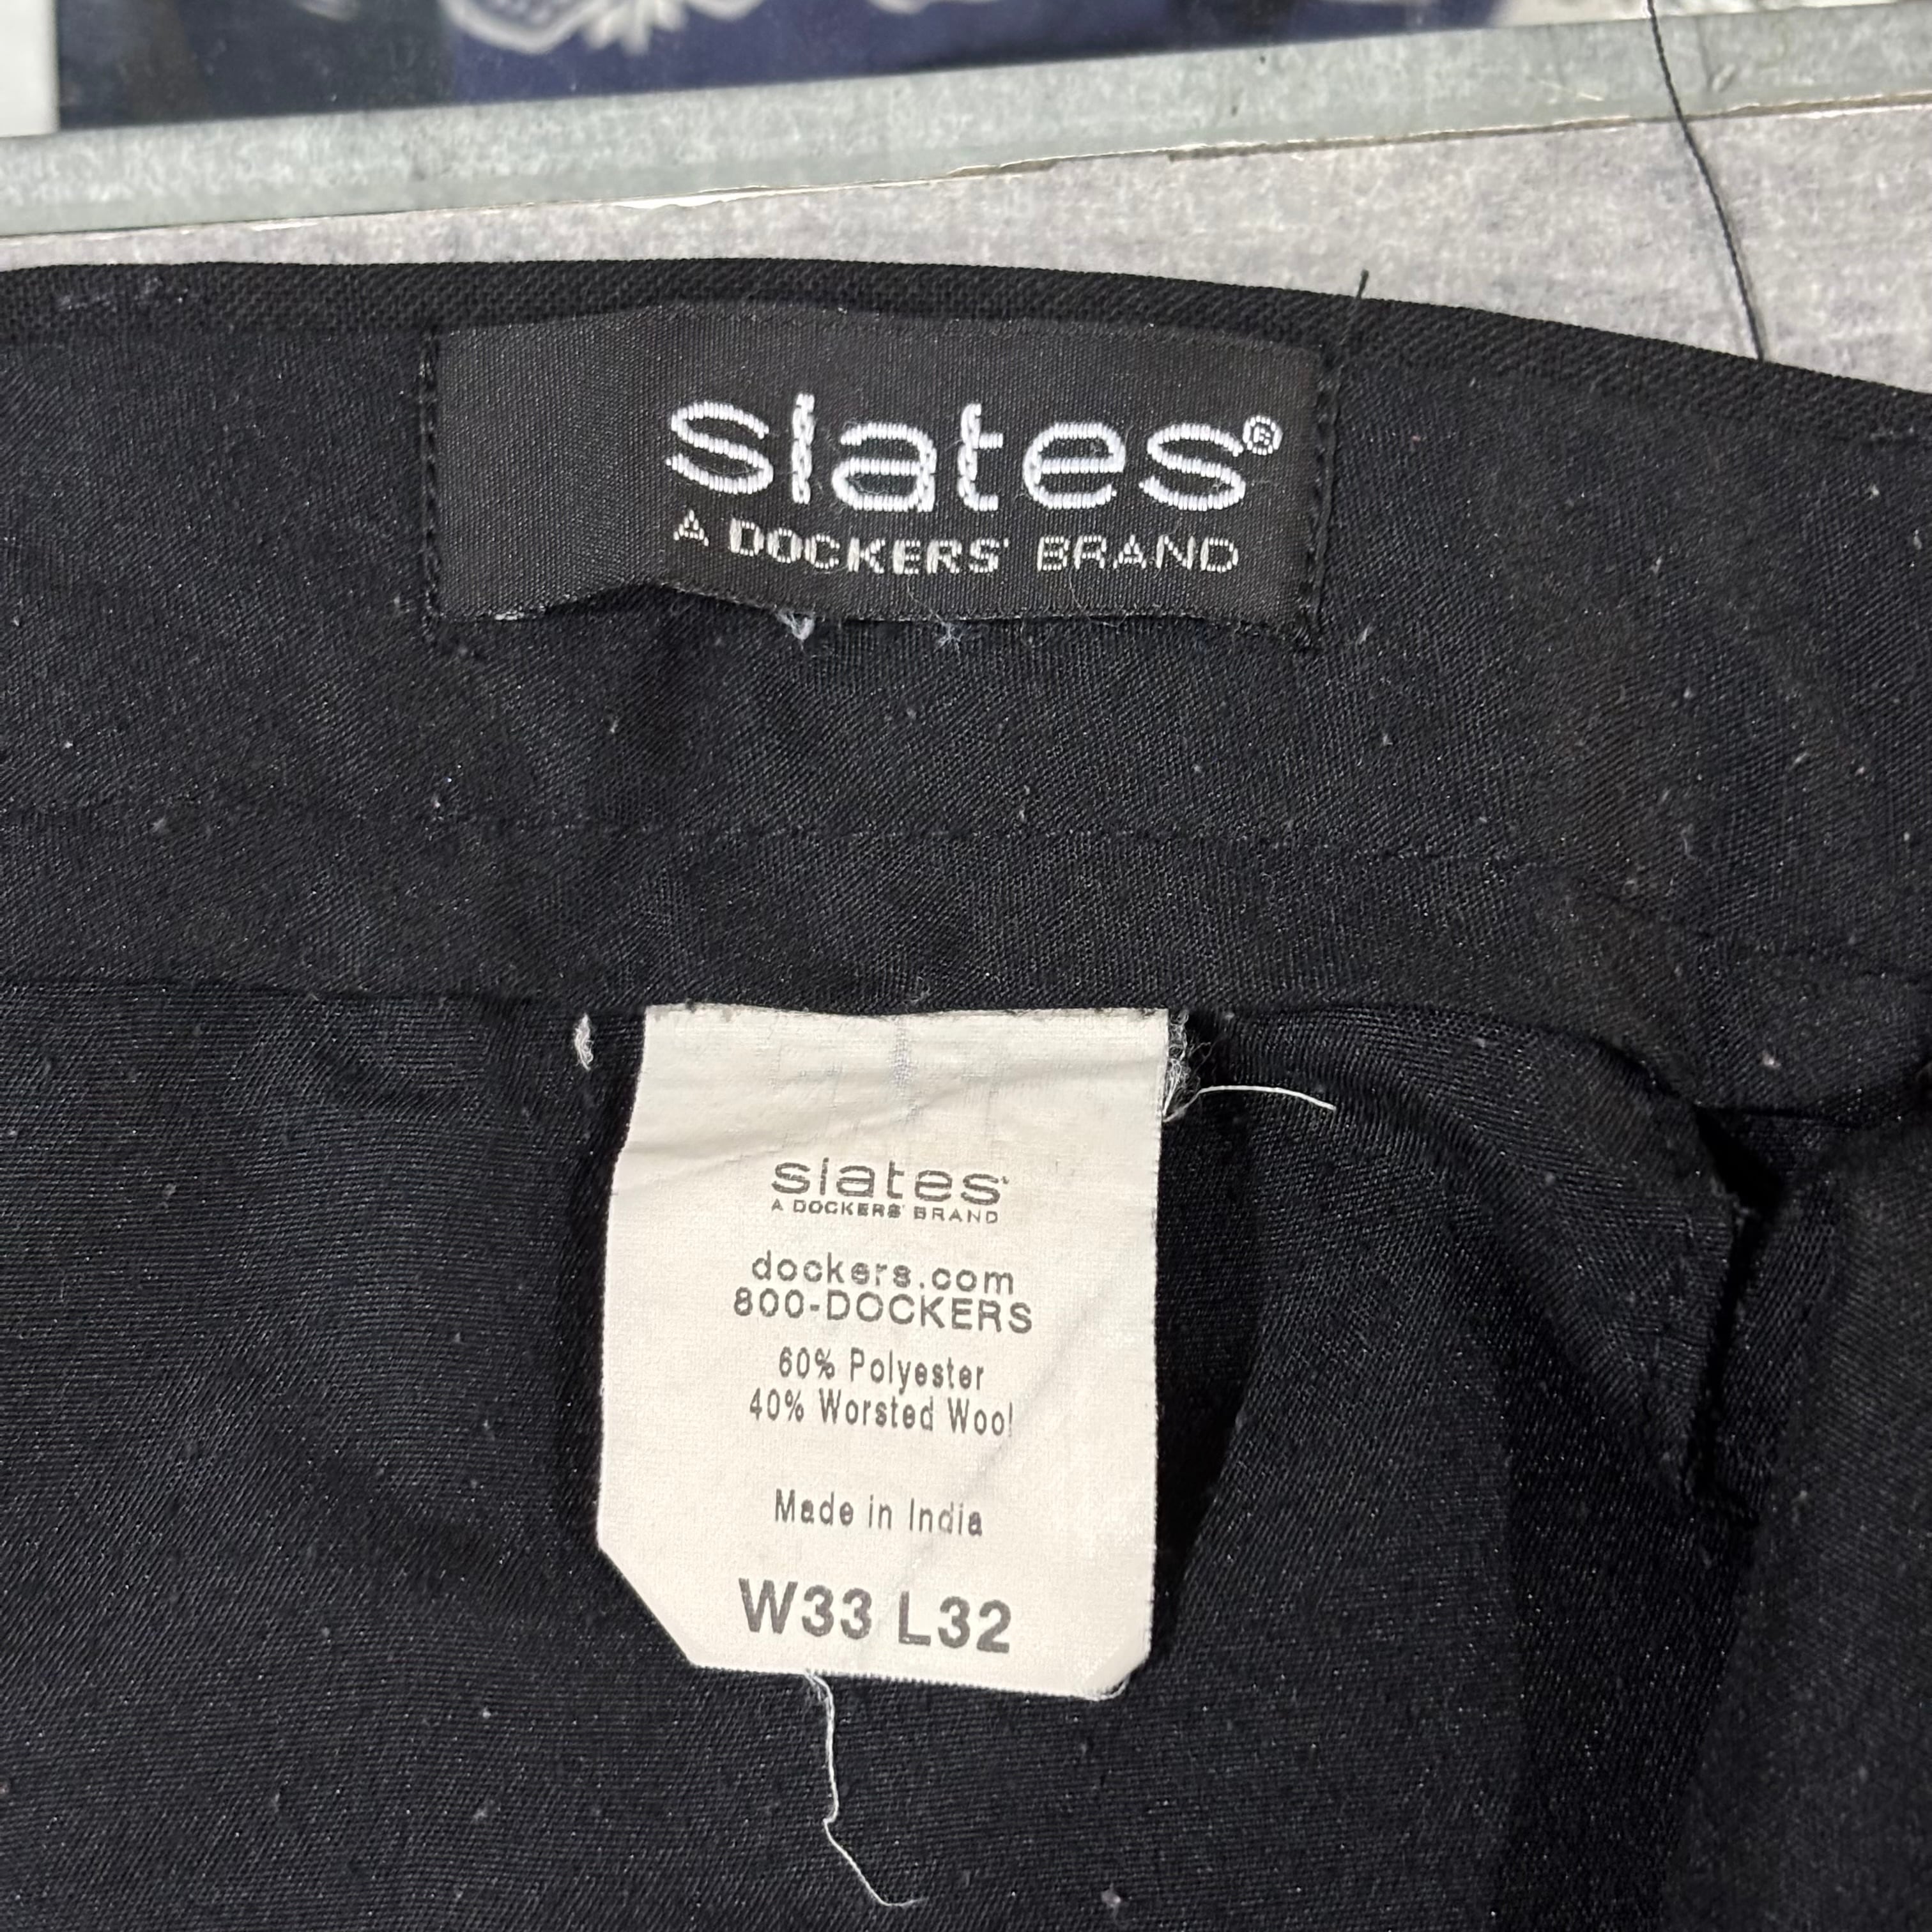 slates®
A DOCKERS® BRAND
slates®
A DOCKERS® BRAND
dockers.com
800-DOCKERS
60% Polyester
40% Worsted Wool
Made in India
W33 L32